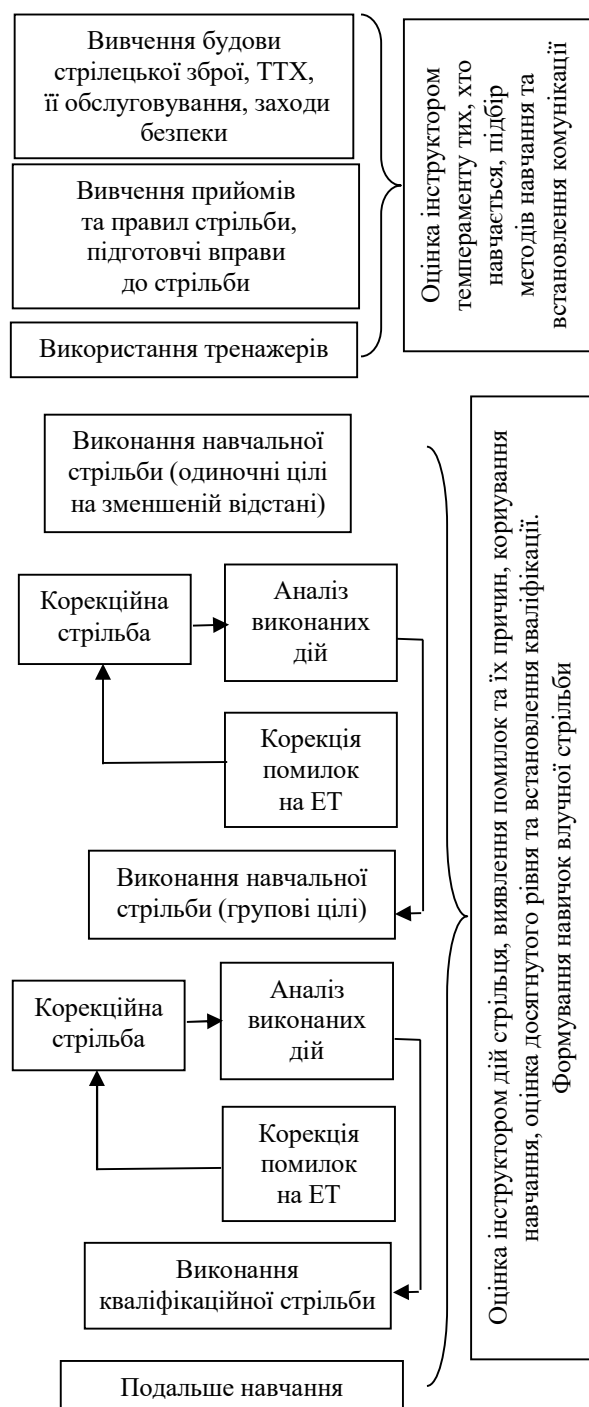 Вивчення будови
стрілецької зброї, ТТХ,
її обслуговування, заходи
безпеки
Вивчення прийомів
та правил стрільби,
підготовчі вправи
до стрільби
Використання тренажерів
Оцінка інструктором
темпераменту тих, хто
навчається, підбір
методів навчання та
встановлення комунікації
Виконання навчальної
стрільби (одиночні цілі
на зменшеній відстані)
Корекційна
стрільба
Аналіз
виконаних
дій
Корекція
помилок
на ЕТ
Виконання навчальної
стрільби (групові цілі)
Корекційна
стрільба
Аналіз
виконаних
дій
Корекція
помилок
на ЕТ
Виконання
кваліфікаційної стрільби
Подальше навчання
Оцінка інструктором дій стрільця, виявлення помилок та їх причин, корпування
навчання, оцінка досягнутого рівня та встановлення кваліфікації.
Формування навичок влучної стрільби